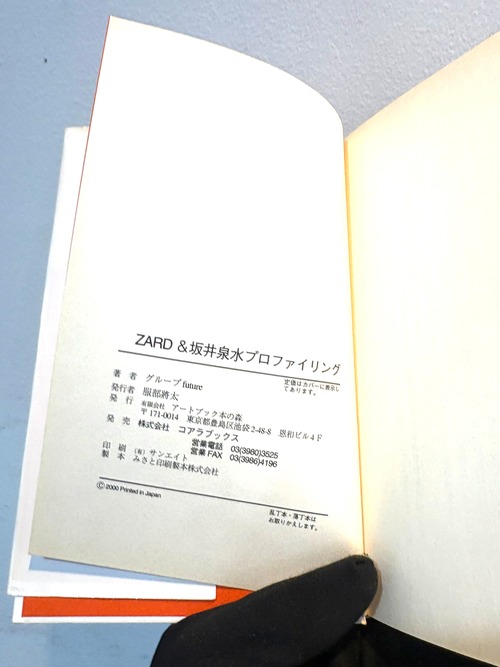 ZARD &坂井泉水プロファイリング
定価はカバーに表示し
てあります。
著 者 グループfuture
発行者 服部將太
発 行 有限会社 アートブック本の森
〒171-0014 東京都豊島区池袋2-48-8 恩和ビル4F
発 売 株式会社 コアラブックス
営業電話 03(3980)3525
営業FAX 03(3986)4196
印 刷 (有)サンエイト
製 本 みさと印刷製本株式会社
©2000 Printed in Japan
乱丁本・落丁本は
お取りかえします。